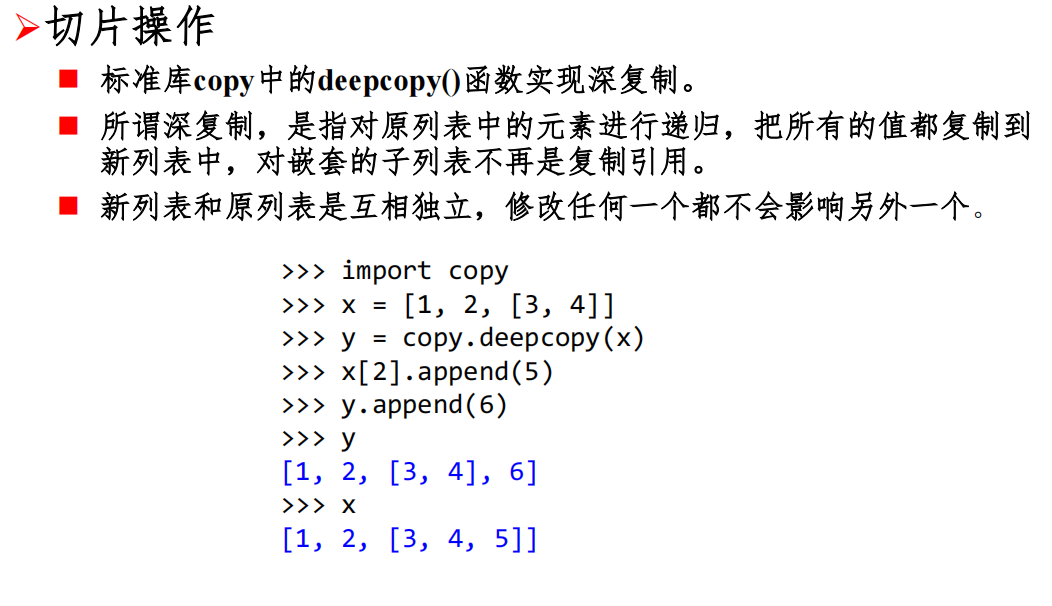 切片操作
标准库copy中的deepcopy()函数实现深复制。
所谓深复制，是指对原列表中的元素进行递归，把所有的值都复制到
新列表中，对嵌套的子列表不再是复制引用。
新列表和原列表是互相独立，修改任何一个都不会影响另外一个。
>>> import copy
>>> x = [1, 2, [3, 4]]
>>> y = copy.deepcopy(x)
>>> x[2].append(5)
>>> y.append(6)
>>> y
[1, 2, [3, 4], 6]
>>> x
[1, 2, [3, 4, 5]]